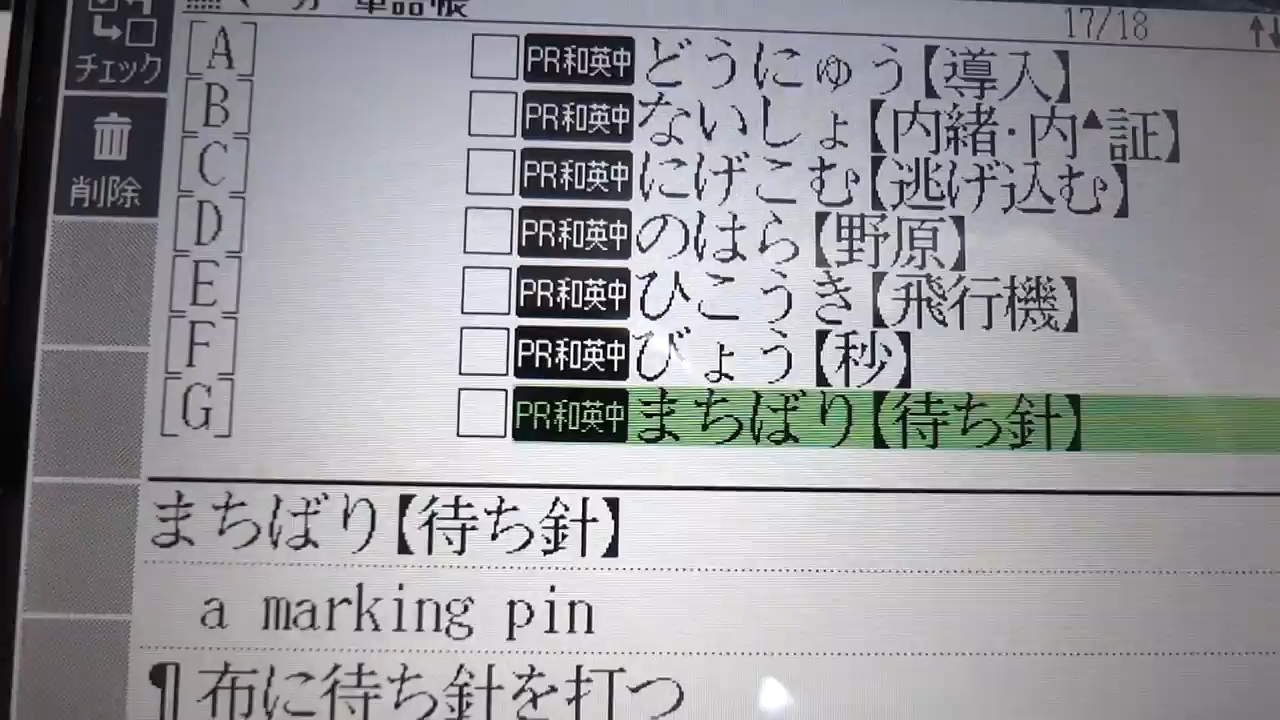 単語帳 17/18
チェック
削除
[A] PR和英中 どうにゅう【導入】
[B] PR和英中 ないしょ【内緒・内▲証】
[C] PR和英中 にげこむ【逃げ込む】
[D] PR和英中 のはら【野原】
[E] PR和英中 ひこうき【飛行機】
[F] PR和英中 びょう【秒】
[G] PR和英中 まちばり【待ち針】
まちばり【待ち針】
a marking pin
¶布に待ち針を打つ